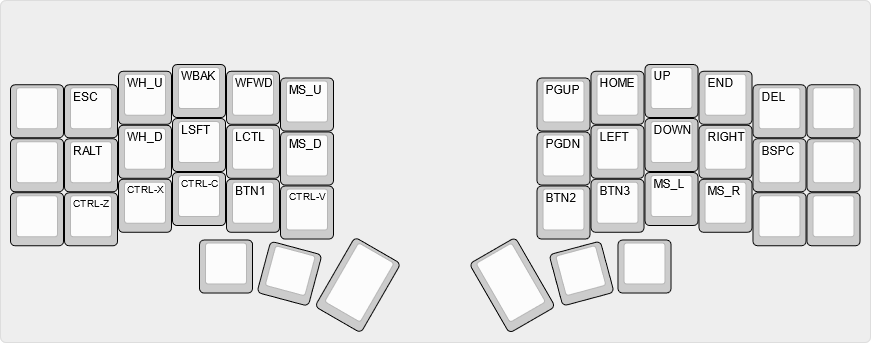 ESC WH_U WBAK WFWD MS_U
RALT WH_D LSFT LCTL MS_D
CTRL-Z CTRL-X CTRL-C BTN1 CTRL-V
PGUP HOME UP END DEL
PGDN LEFT DOWN RIGHT BSPC
BTN2 BTN3 MS_L MS_R